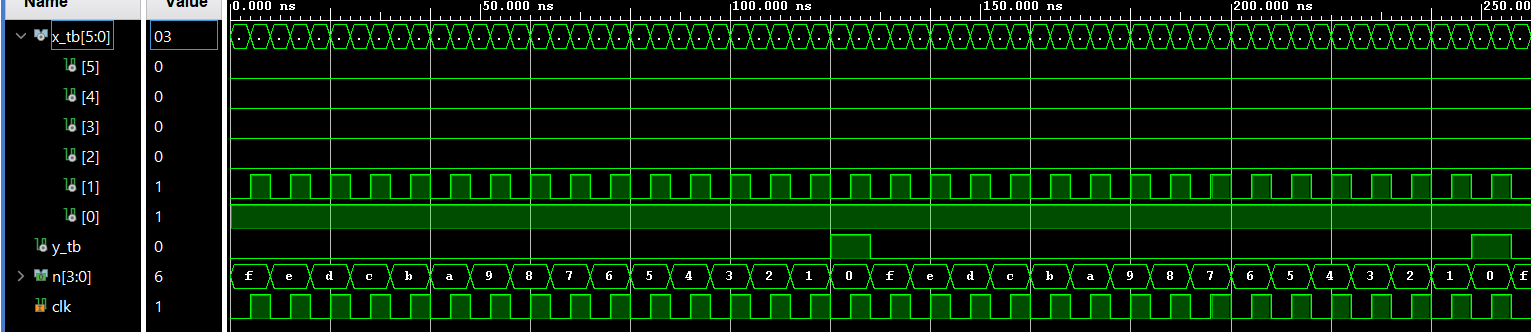 Name Value 0.000 ns 50.000 ns 100.000 ns 150.000 ns 200.000 ns 250.00
x_tb[5:0] 03
[5] 0
[4] 0
[3] 0
[2] 0
[1] 1
[0] 1
y_tb 0
n[3:0] 6 f e d c b a 9 8 7 6 5 4 3 2 1 0 f e d c b a 9 8 7 6 5 4 3 2 1 0 f
clk 1